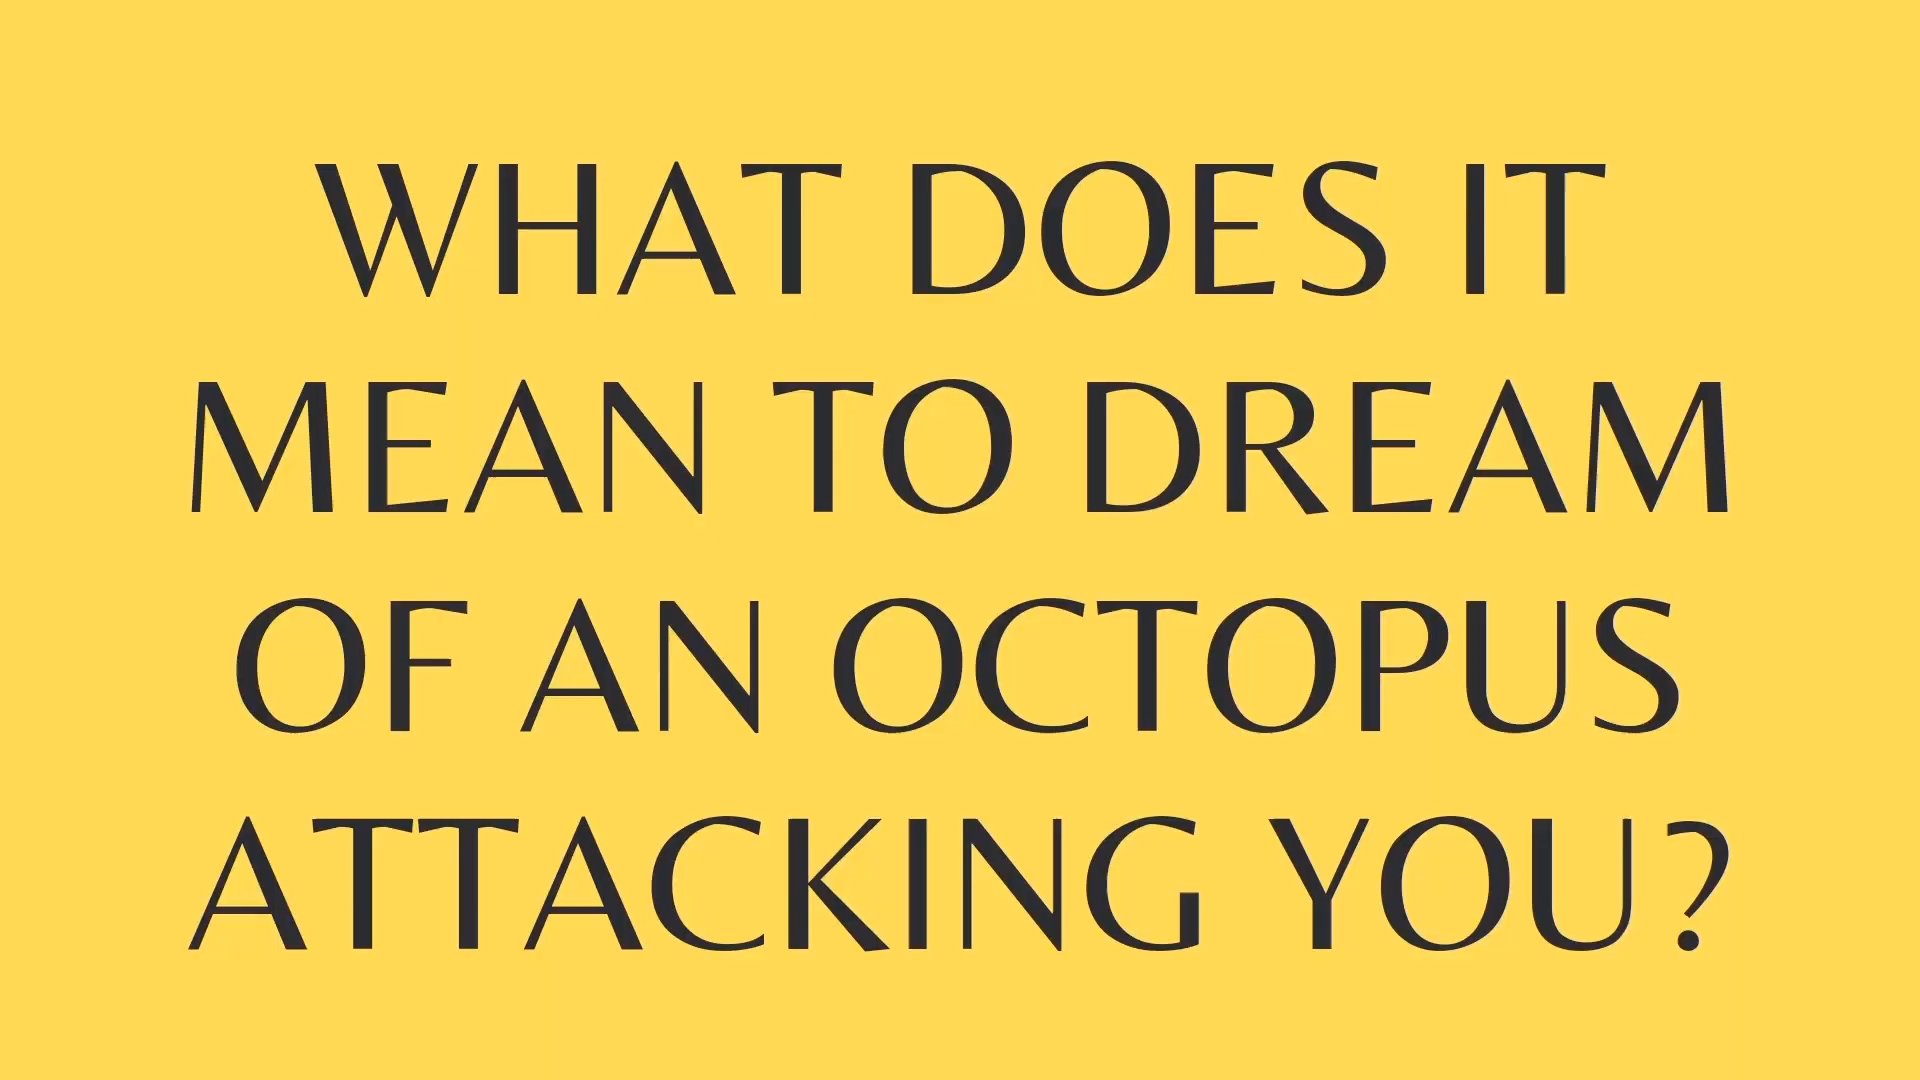 WHAT DOES IT
MEAN TO DREAM
OF AN OCTOPUS
ATTACKING YOU?